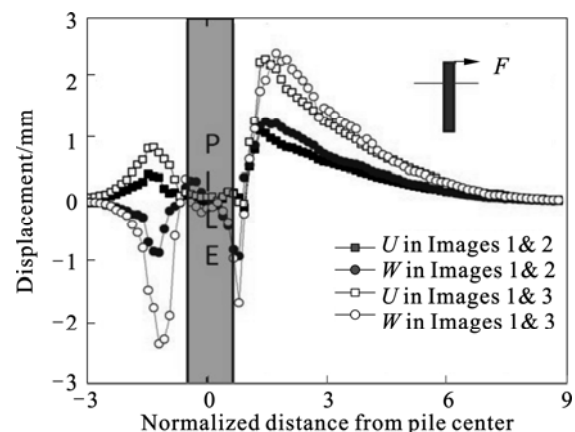 3
2
1
0
−1
−2
−3
Displacement/mm
P
I
L
E
F
U in Images 1& 2
W in Images 1& 2
U in Images 1& 3
W in Images 1& 3
−3 0 3 6 9
Normalized distance from pile center